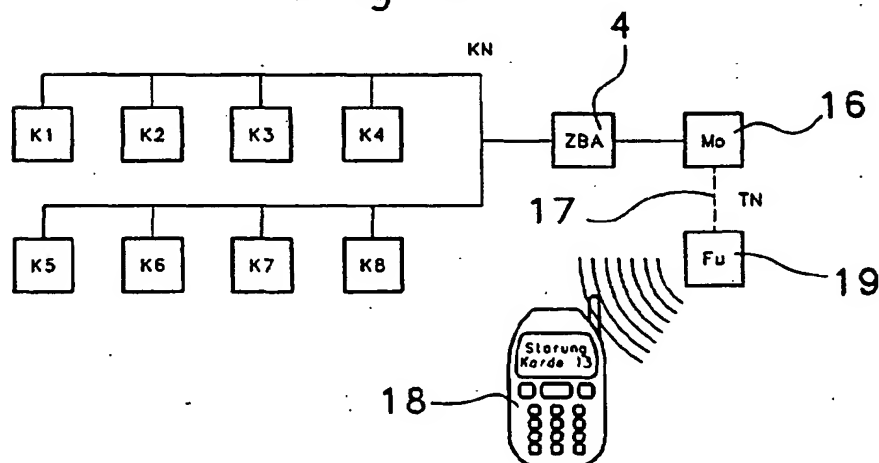 KN
4
K1 K2 K3 K4
ZBA
Mo
16
17
TN
K5 K6 K7 K8
Fu
19
Storung
Karde 13
18